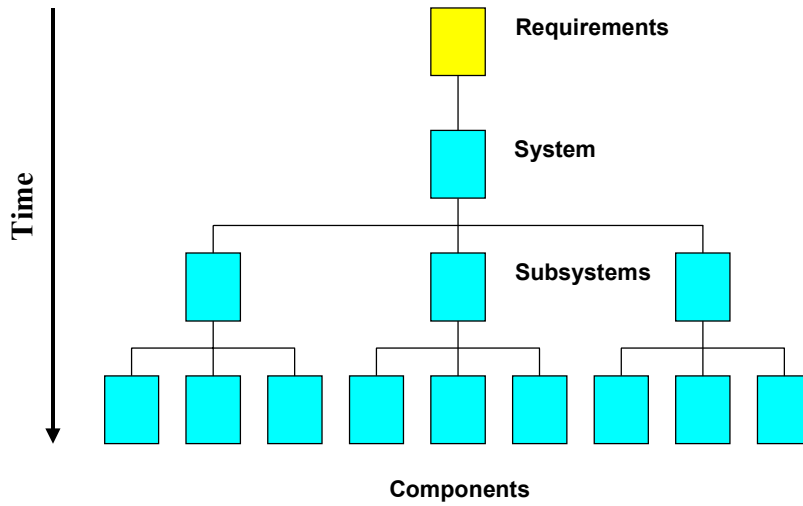 Requirements
System
Time
Subsystems
Components